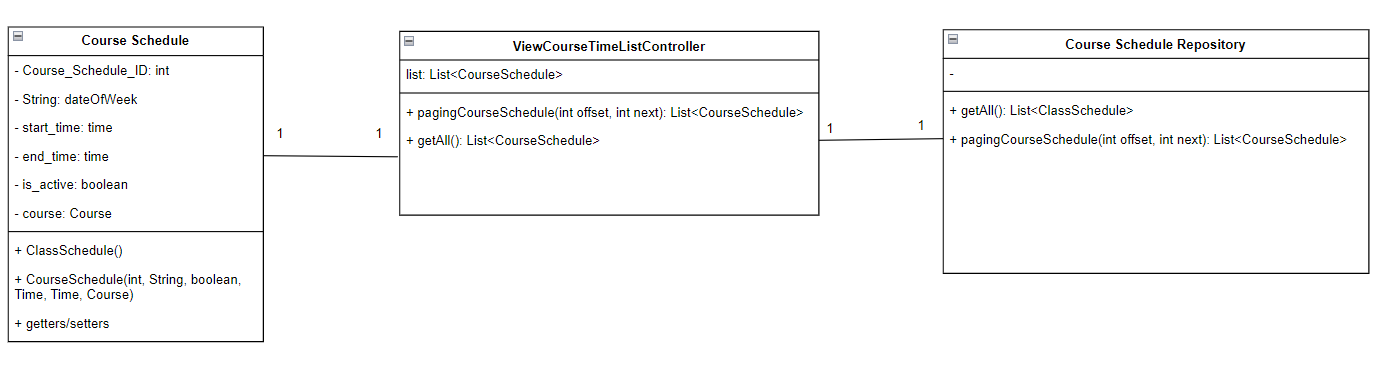 Course Schedule
- Course_Schedule_ID: int
- String: dateOfWeek
- start_time: time
- end_time: time
- is_active: boolean
- course: Course
+ ClassSchedule()
+ CourseSchedule(int, String, boolean,
Time, Time, Course)
+ getters/setters
1
1
ViewCourseTimeListController
list: List<CourseSchedule>
+ pagingCourseSchedule(int offset, int next): List<CourseSchedule>
+ getAll(): List<CourseSchedule>
1
1
Course Schedule Repository
-
+ getAll(): List<ClassSchedule>
+ pagingCourseSchedule(int offset, int next): List<CourseSchedule>